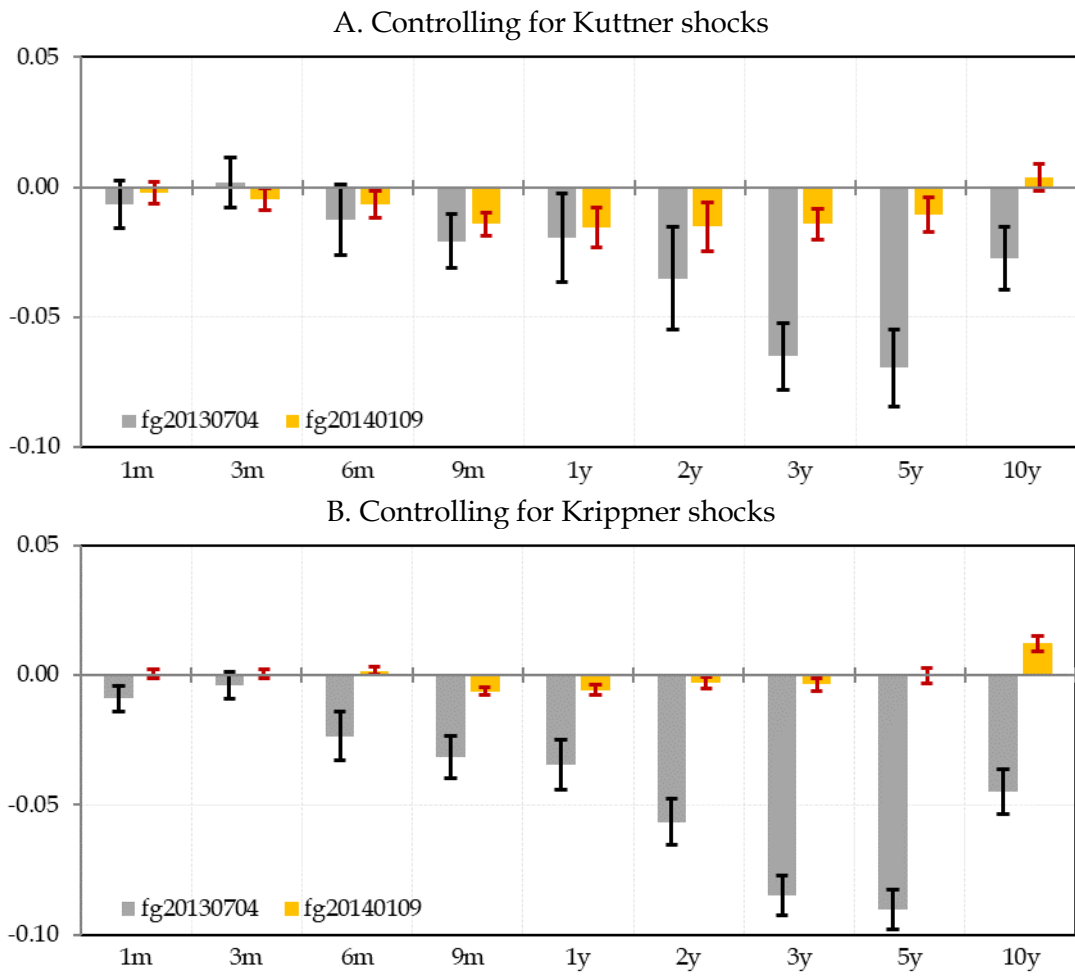 A. Controlling for Kuttner shocks
0.05
0.00
-0.05
-0.10
fg20130704 fg20140109
1m 3m 6m 9m 1y 2y 3y 5y 10y
B. Controlling for Krippner shocks
0.05
0.00
-0.05
-0.10
fg20130704 fg20140109
1m 3m 6m 9m 1y 2y 3y 5y 10y